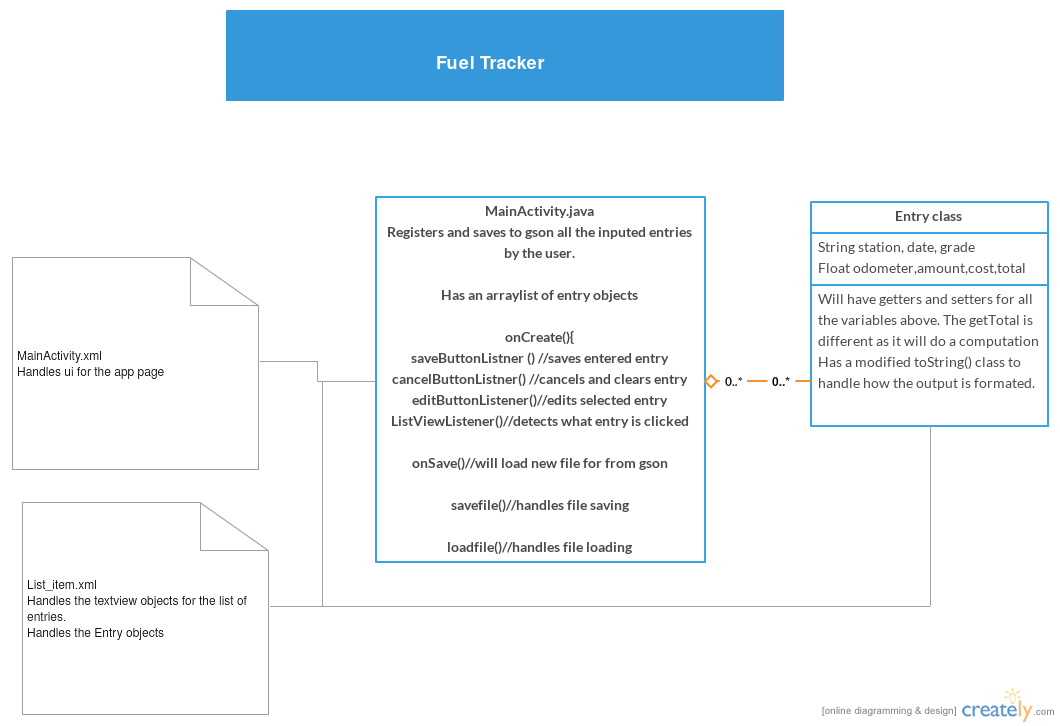 Fuel Tracker
MainActivity.java
Registers and saves to gson all the inputed entries
by the user.
Has an arraylist of entry objects
onCreate(){
saveButtonListner () //saves entered entry
cancelButtonListner() //cancels and clears entry
editButtonListener()//edits selected entry
ListViewListener()//detects what entry is clicked
onSave()//will load new file for from gson
savefile()//handles file saving
loadfile()//handles file loading
0..*
0..*
Entry class
String station, date, grade
Float odometer,amount,cost,total
Will have getters and setters for all
the variables above. The getTotal is
different as it will do a computation
Has a modified toString() class to
handle how the output is formated.
MainActivity.xml
Handles ui for the app page
List_item.xml
Handles the textview objects for the list of
entries.
Handles the Entry objects
[online diagramming & design] creately.com